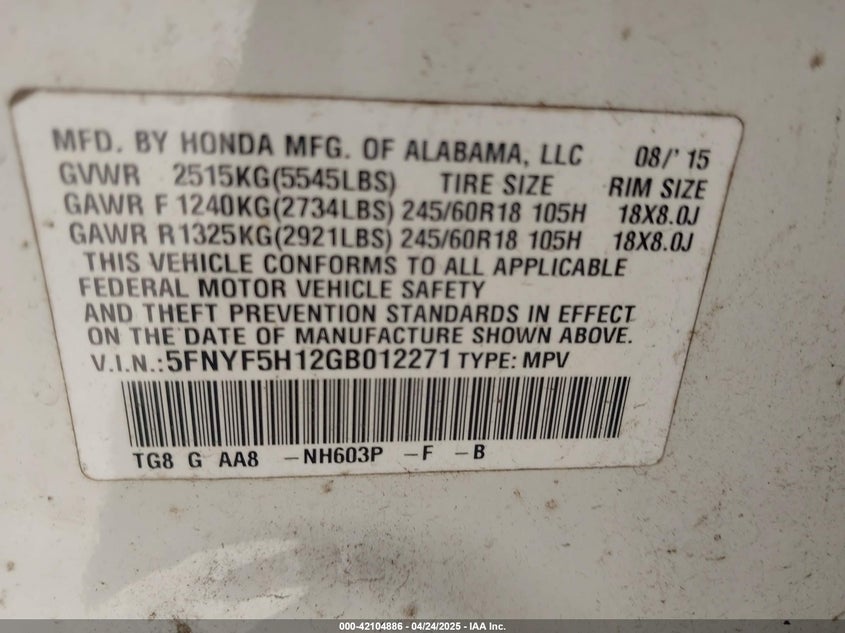 MFD. BY HONDA MFG. OF ALABAMA, LLC 08/' 15
GVWR 2515KG(5545LBS) TIRE SIZE RIM SIZE
GAWR F 1240KG(2734LBS) 245/60R18 105H 18X8.0J
GAWR R 1325KG(2921LBS) 245/60R18 105H 18X8.0J
THIS VEHICLE CONFORMS TO ALL APPLICABLE
FEDERAL MOTOR VEHICLE SAFETY
AND THEFT PREVENTION STANDARDS IN EFFECT
ON THE DATE OF MANUFACTURE SHOWN ABOVE.
V.I.N.: 5FNYF5H12GB012271 TYPE: MPV
TG8 G AA8 -NH603P -F -B
000-42104886 - 04/24/2025 - IAA Inc.